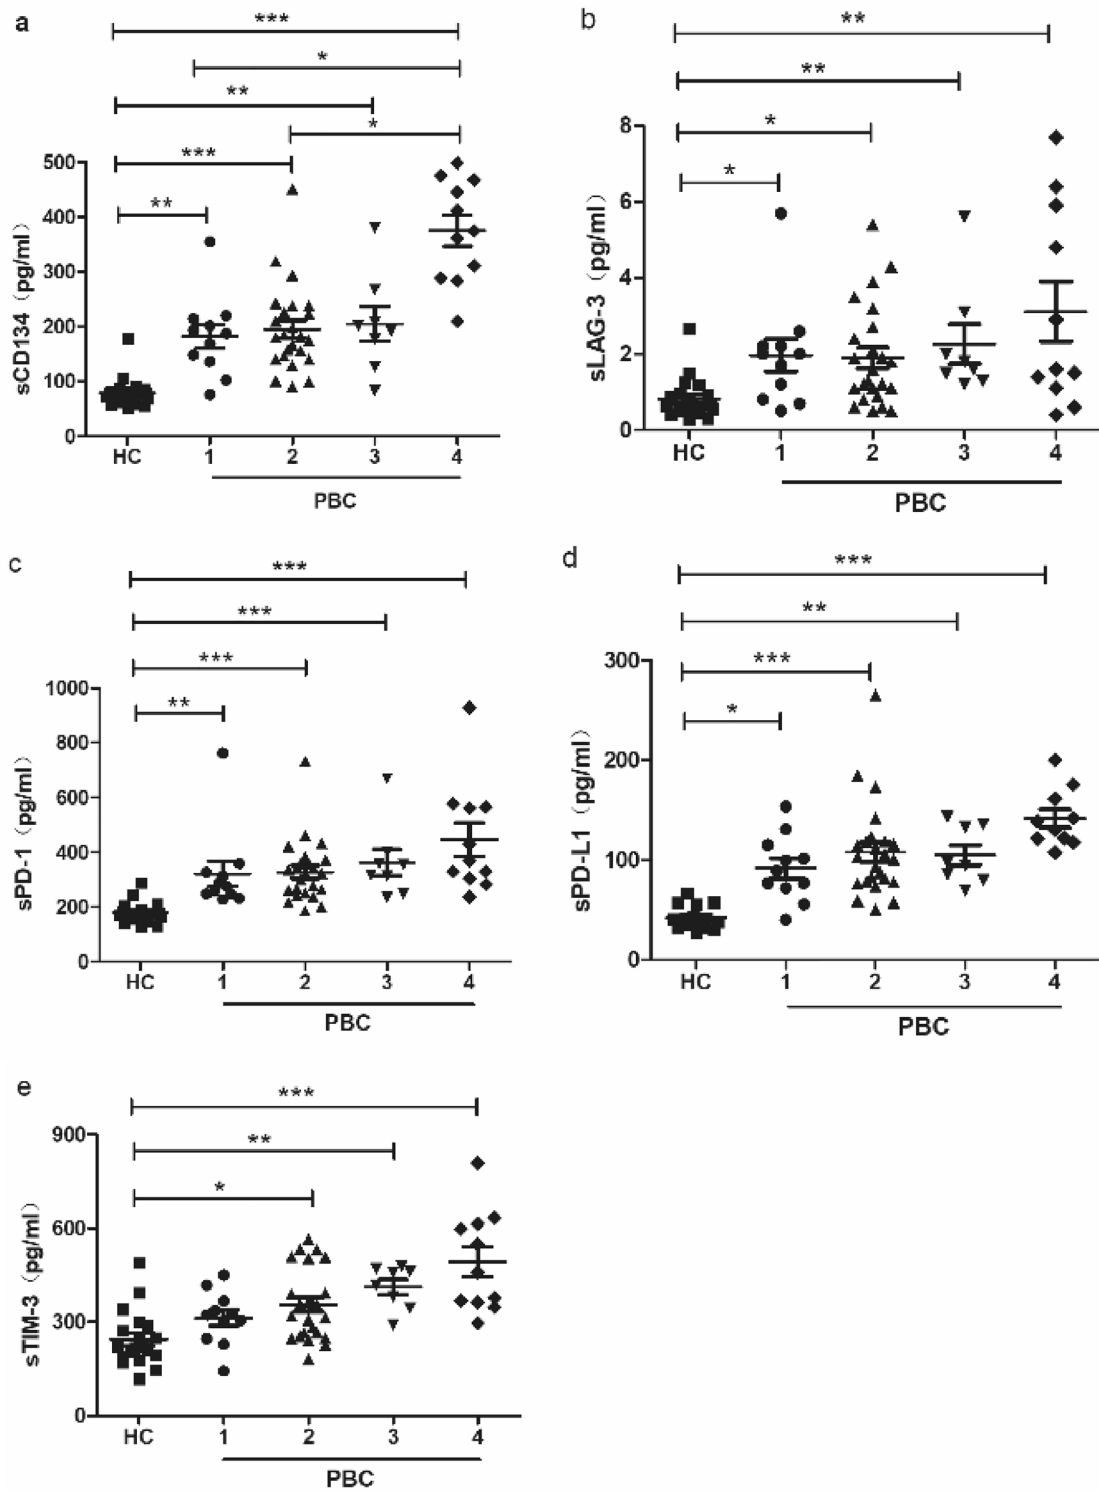 a
***
*
**
*
***
**
sCD134 (pg/ml)
500
400
300
200
100
0
HC 1 2 3 4
PBC
b
**
**
*
*
sLAG-3 (pg/ml)
8
6
4
2
0
HC 1 2 3 4
PBC
c
***
***
***
**
sPD-1 (pg/ml)
1000
800
600
400
200
0
HC 1 2 3 4
PBC
d
***
**
***
*
sPD-L1 (pg/ml)
300
200
100
0
HC 1 2 3 4
PBC
e
***
**
*
sTIM-3 (pg/ml)
900
600
300
0
HC 1 2 3 4
PBC